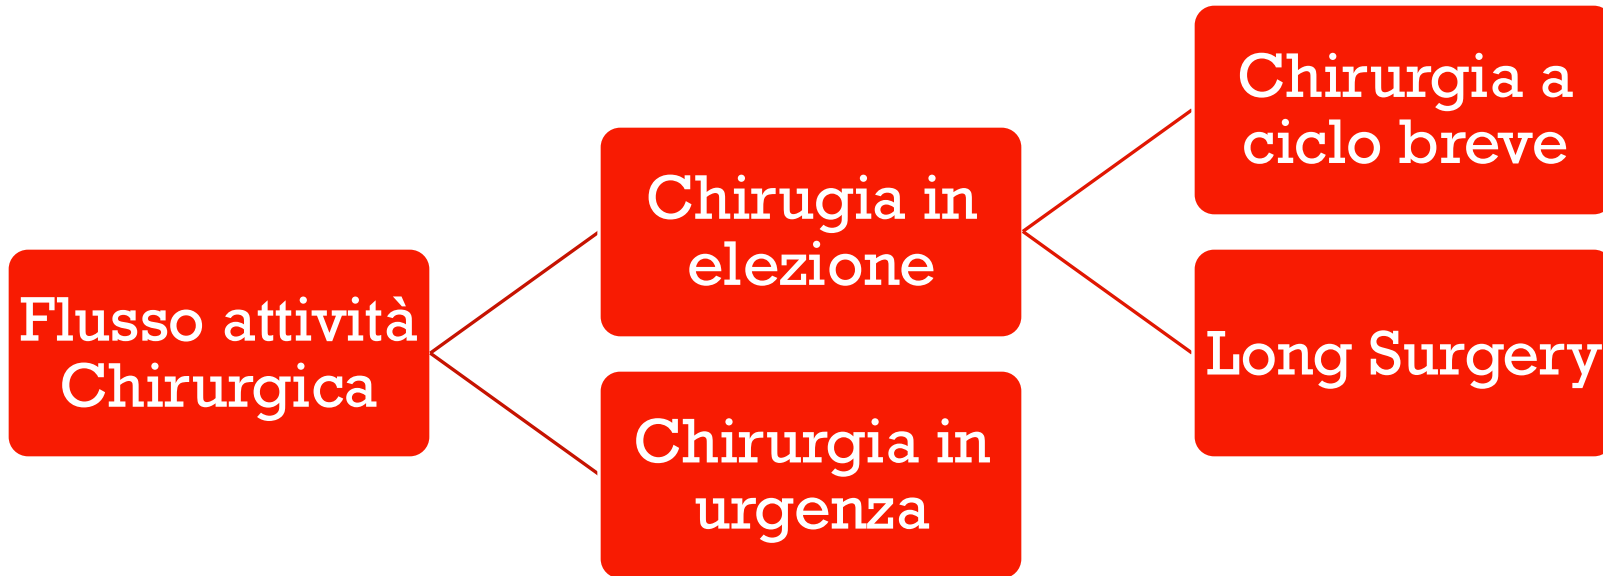 Flusso attività
Chirurgica
Chirugia in
elezione
Chirurgia in
urgenza
Chirurgia a
ciclo breve
Long Surgery